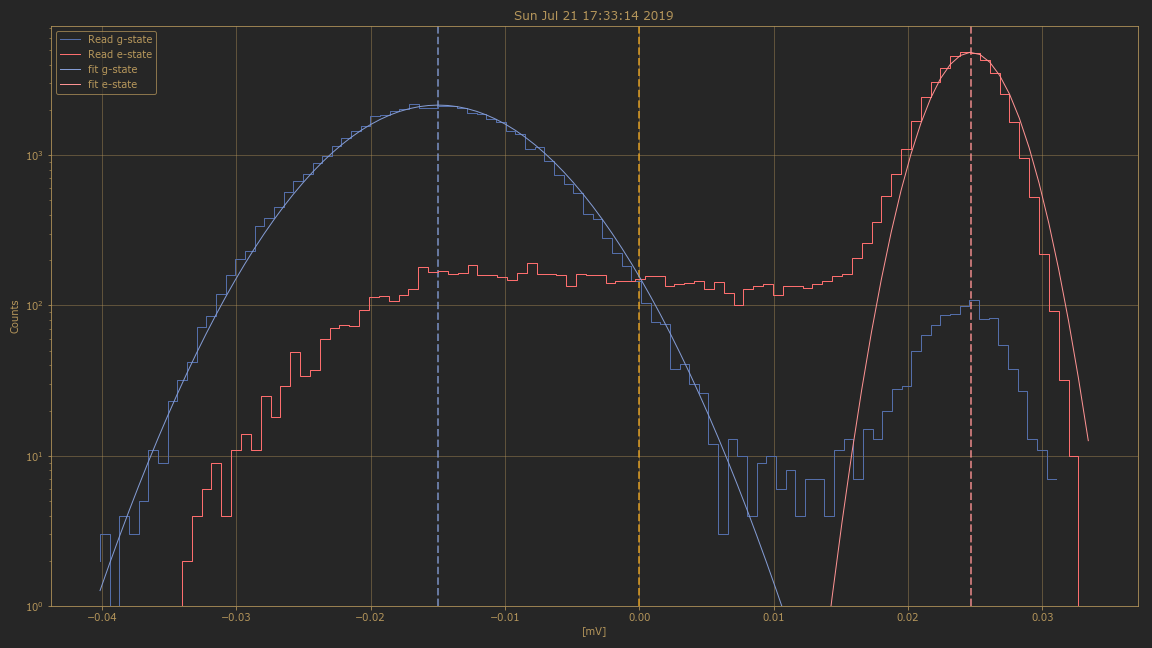 Sun Jul 21 17:33:14 2019
Read g-state
Read e-state
fit g-state
fit e-state
Counts
10³
10²
10¹
10⁰
−0.04 −0.03 −0.02 −0.01 0.00 0.01 0.02 0.03
[mV]